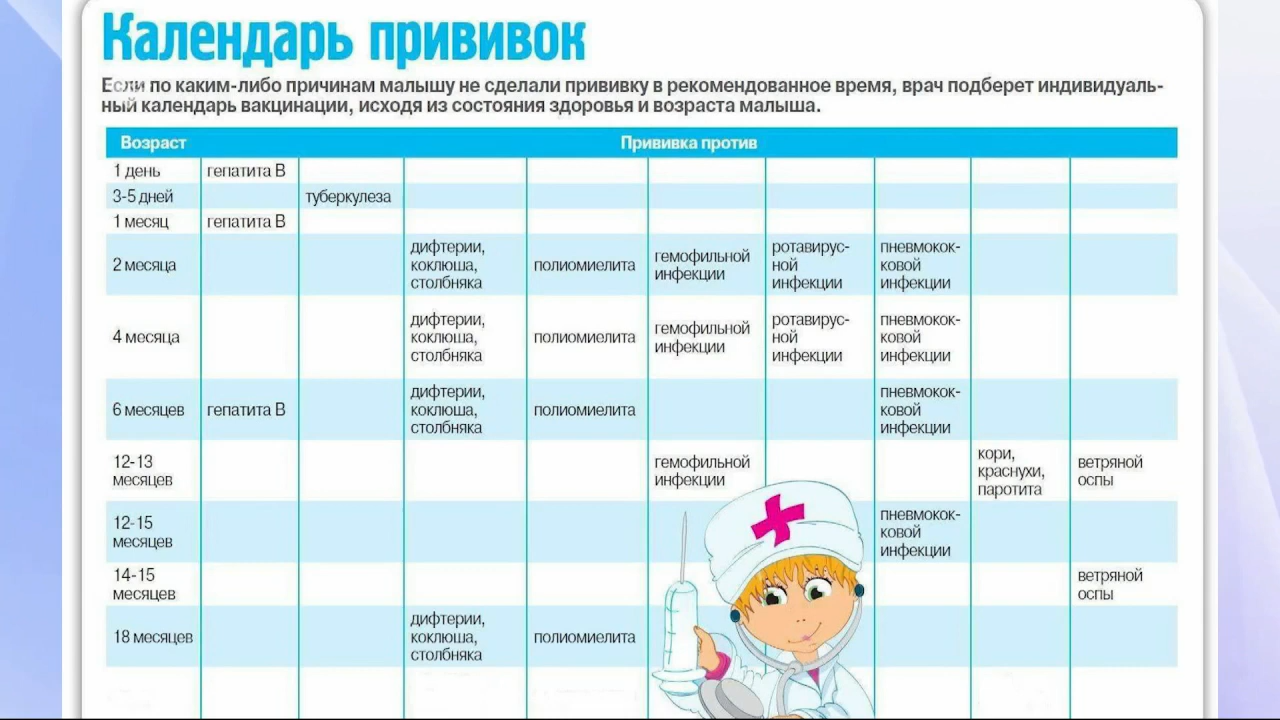 Календарь прививок
Если по каким-либо причинам малышу не сделали прививку в рекомендованное время, врач подберет индивидуаль-
ный календарь вакцинации, исходя из состояния здоровья и возраста малыша.
Возраст Прививка против
1 день гепатита В
3-5 дней туберкулеза
1 месяц гепатита В
2 месяца дифтерии, коклюша, столбняка полиомиелита гемофильной инфекции ротавирус-ной инфекции пневмокок-ковой инфекции
4 месяца дифтерии, коклюша, столбняка полиомиелита гемофильной инфекции ротавирус-ной инфекции пневмокок-ковой инфекции
6 месяцев гепатита В дифтерии, коклюша, столбняка полиомиелита пневмокок-ковой инфекции
12-13 месяцев гемофильной инфекции кори, краснухи, паротита ветряной оспы
12-15 месяцев пневмокок-ковой инфекции
14-15 месяцев ветряной оспы
18 месяцев дифтерии, коклюша, столбняка полиомиелита